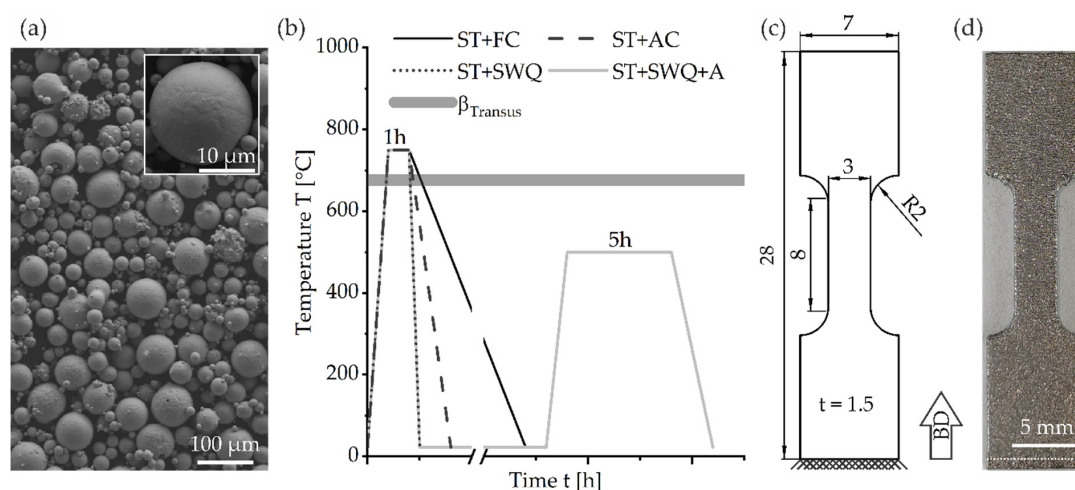 (a)
10 µm
100 µm
(b)
ST+FC
ST+AC
ST+SWQ
ST+SWQ+A
βTransus
1000
800
600
400
200
0
Temperature T [°C]
1h
5h
Time t [h]
(c)
7
3
R2
28
8
t = 1.5
BD
(d)
5 mm